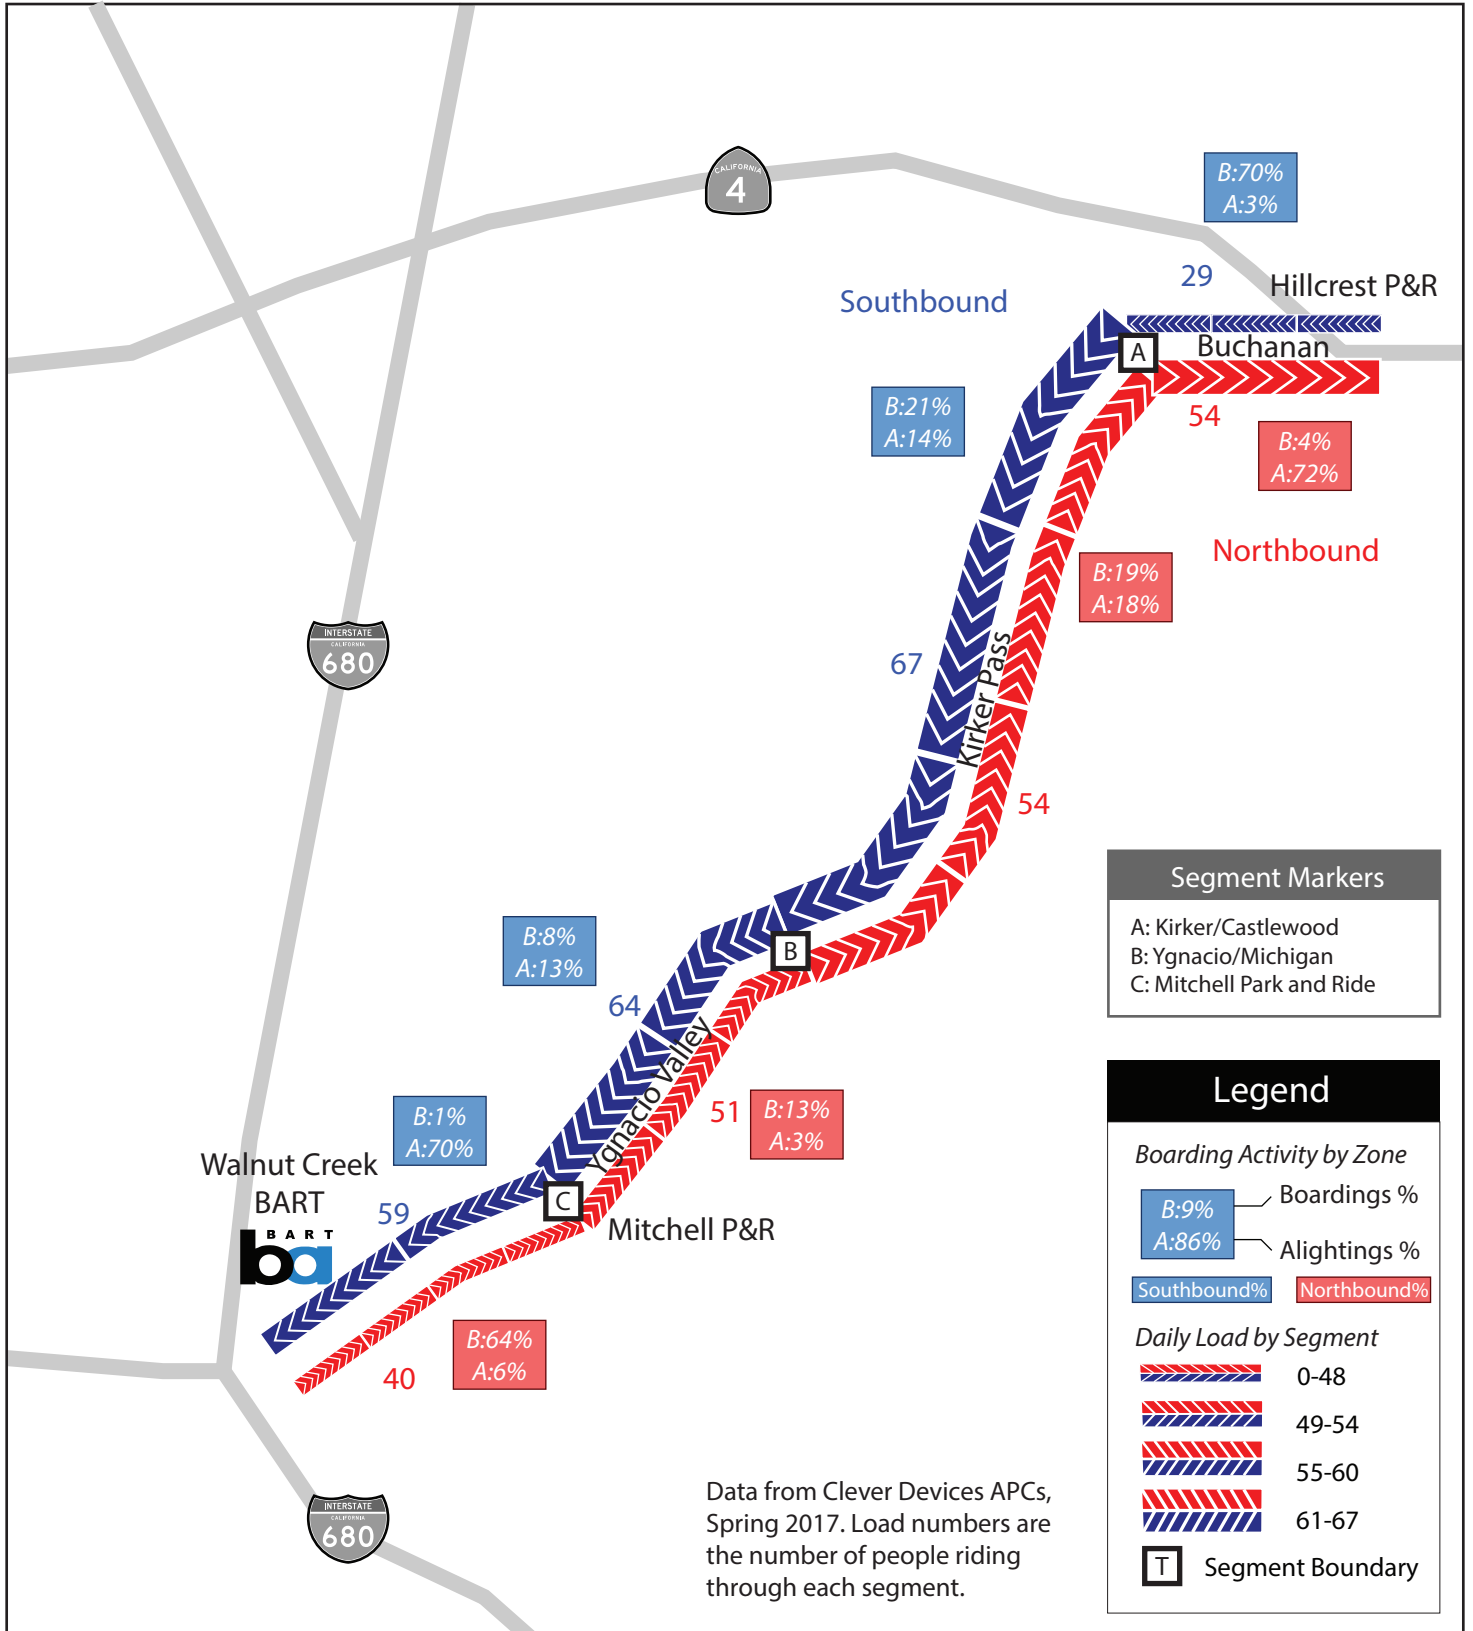 CALIFORNIA
4
B:70%
A:3%
29
Hillcrest P&R
Southbound
A
Buchanan
B:21%
A:14%
54
B:4%
A:72%
Northbound
B:19%
A:18%
INTERSTATE
CALIFORNIA
680
67
Kirker Pass
54
Segment Markers
A: Kirker/Castlewood
B: Ygnacio/Michigan
C: Mitchell Park and Ride
B:8%
A:13%
B
64
Ygnacio Valley
51
B:13%
A:3%
B:1%
A:70%
Walnut Creek
BART
59
C
Mitchell P&R
BART
ba
B:64%
A:6%
40
Legend
Boarding Activity by Zone
B:9%
A:86%
Boardings %
Alightings %
Southbound%
Northbound%
Daily Load by Segment
0-48
49-54
55-60
61-67
T
Segment Boundary
INTERSTATE
CALIFORNIA
680
Data from Clever Devices APCs,
Spring 2017. Load numbers are
the number of people riding
through each segment.